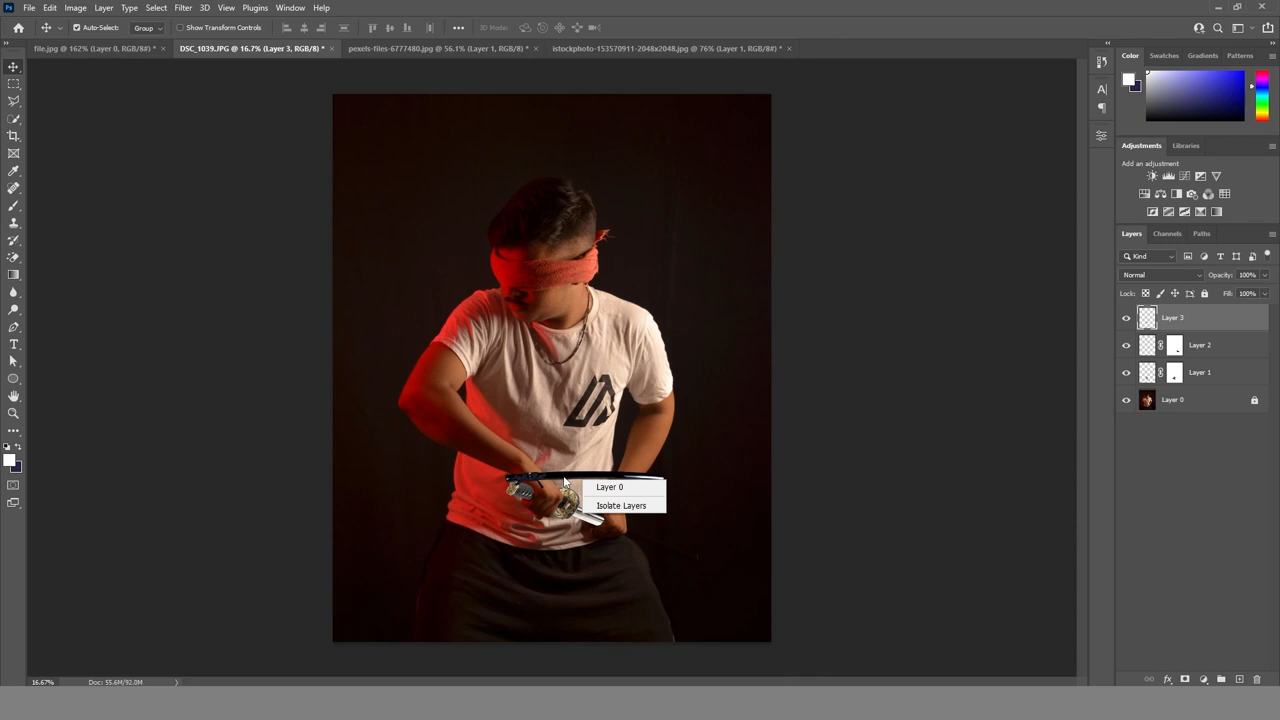 Ps File Edit Image Layer Type Select Filter 3D View Plugins Window Help
Auto-Select: Group Show Transform Controls 3D Mode:
file.jpg @ 162% (Layer 0, RGB/8#) * DSC_1039.JPG @ 16.7% (Layer 3, RGB/8) * pexels-files-6777480.jpg @ 56.1% (Layer 1, RGB/8) * istockphoto-153570911-2048x2048.jpg @ 76% (Layer 1, RGB/8#) *
Color Swatches Gradients Patterns
Adjustments Libraries
Add an adjustment
Layers Channels Paths
Kind
Normal Opacity: 100%
Lock: Fill: 100%
Layer 3
Layer 2
Layer 1
Layer 0
Layer 0
Isolate Layers
16.67% Doc: 55.6M/92.0M